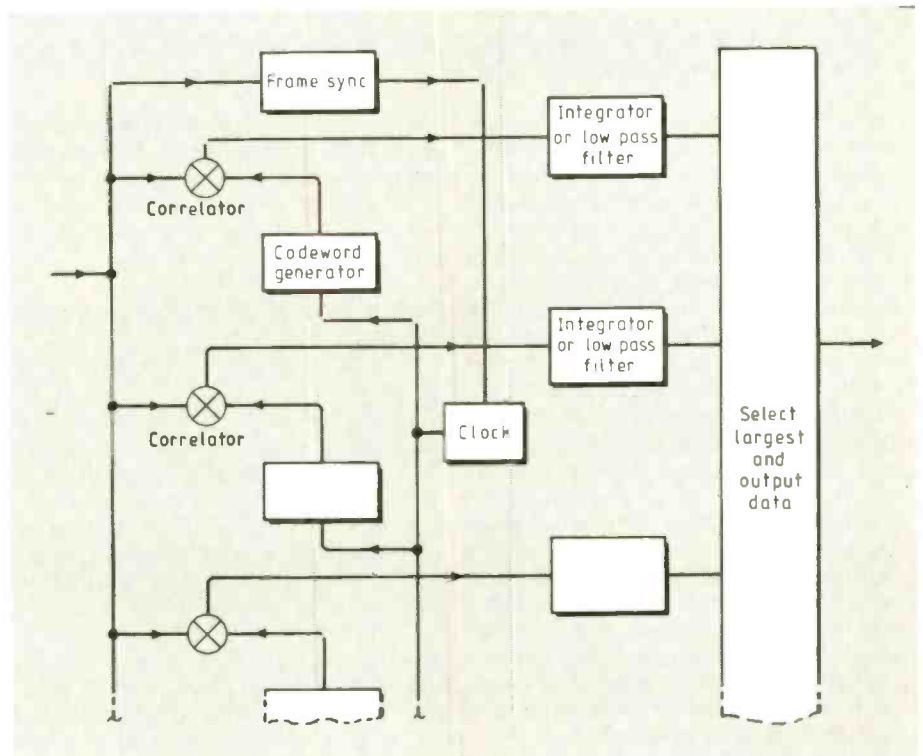 Frame sync
Integrator
or low pass
filter
Correlator
Codeword
generator
Integrator
or low pass
filter
Correlator
Clock
Select
largest
and
output
data